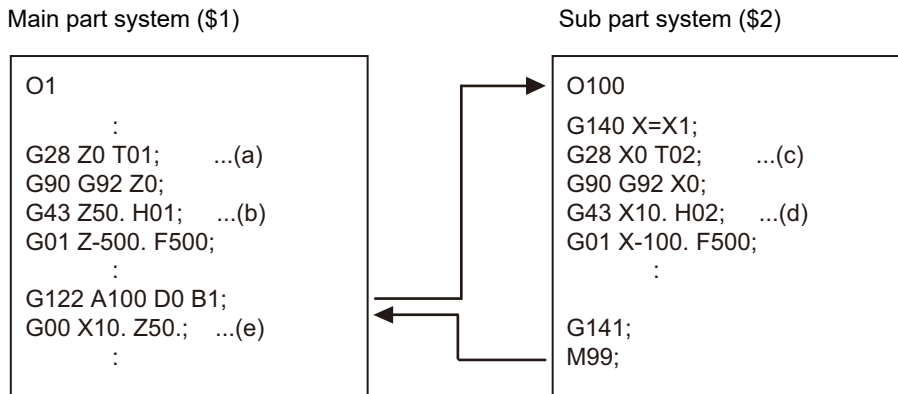 Main part system ($1)
O1
:
G28 Z0 T01; ...(a)
G90 G92 Z0;
G43 Z50. H01; ...(b)
G01 Z-500. F500;
:
G122 A100 D0 B1;
G00 X10. Z50.; ...(e)
:
Sub part system ($2)
O100
G140 X=X1;
G28 X0 T02; ...(c)
G90 G92 X0;
G43 X10. H02; ...(d)
G01 X-100. F500;
:
G141;
M99;